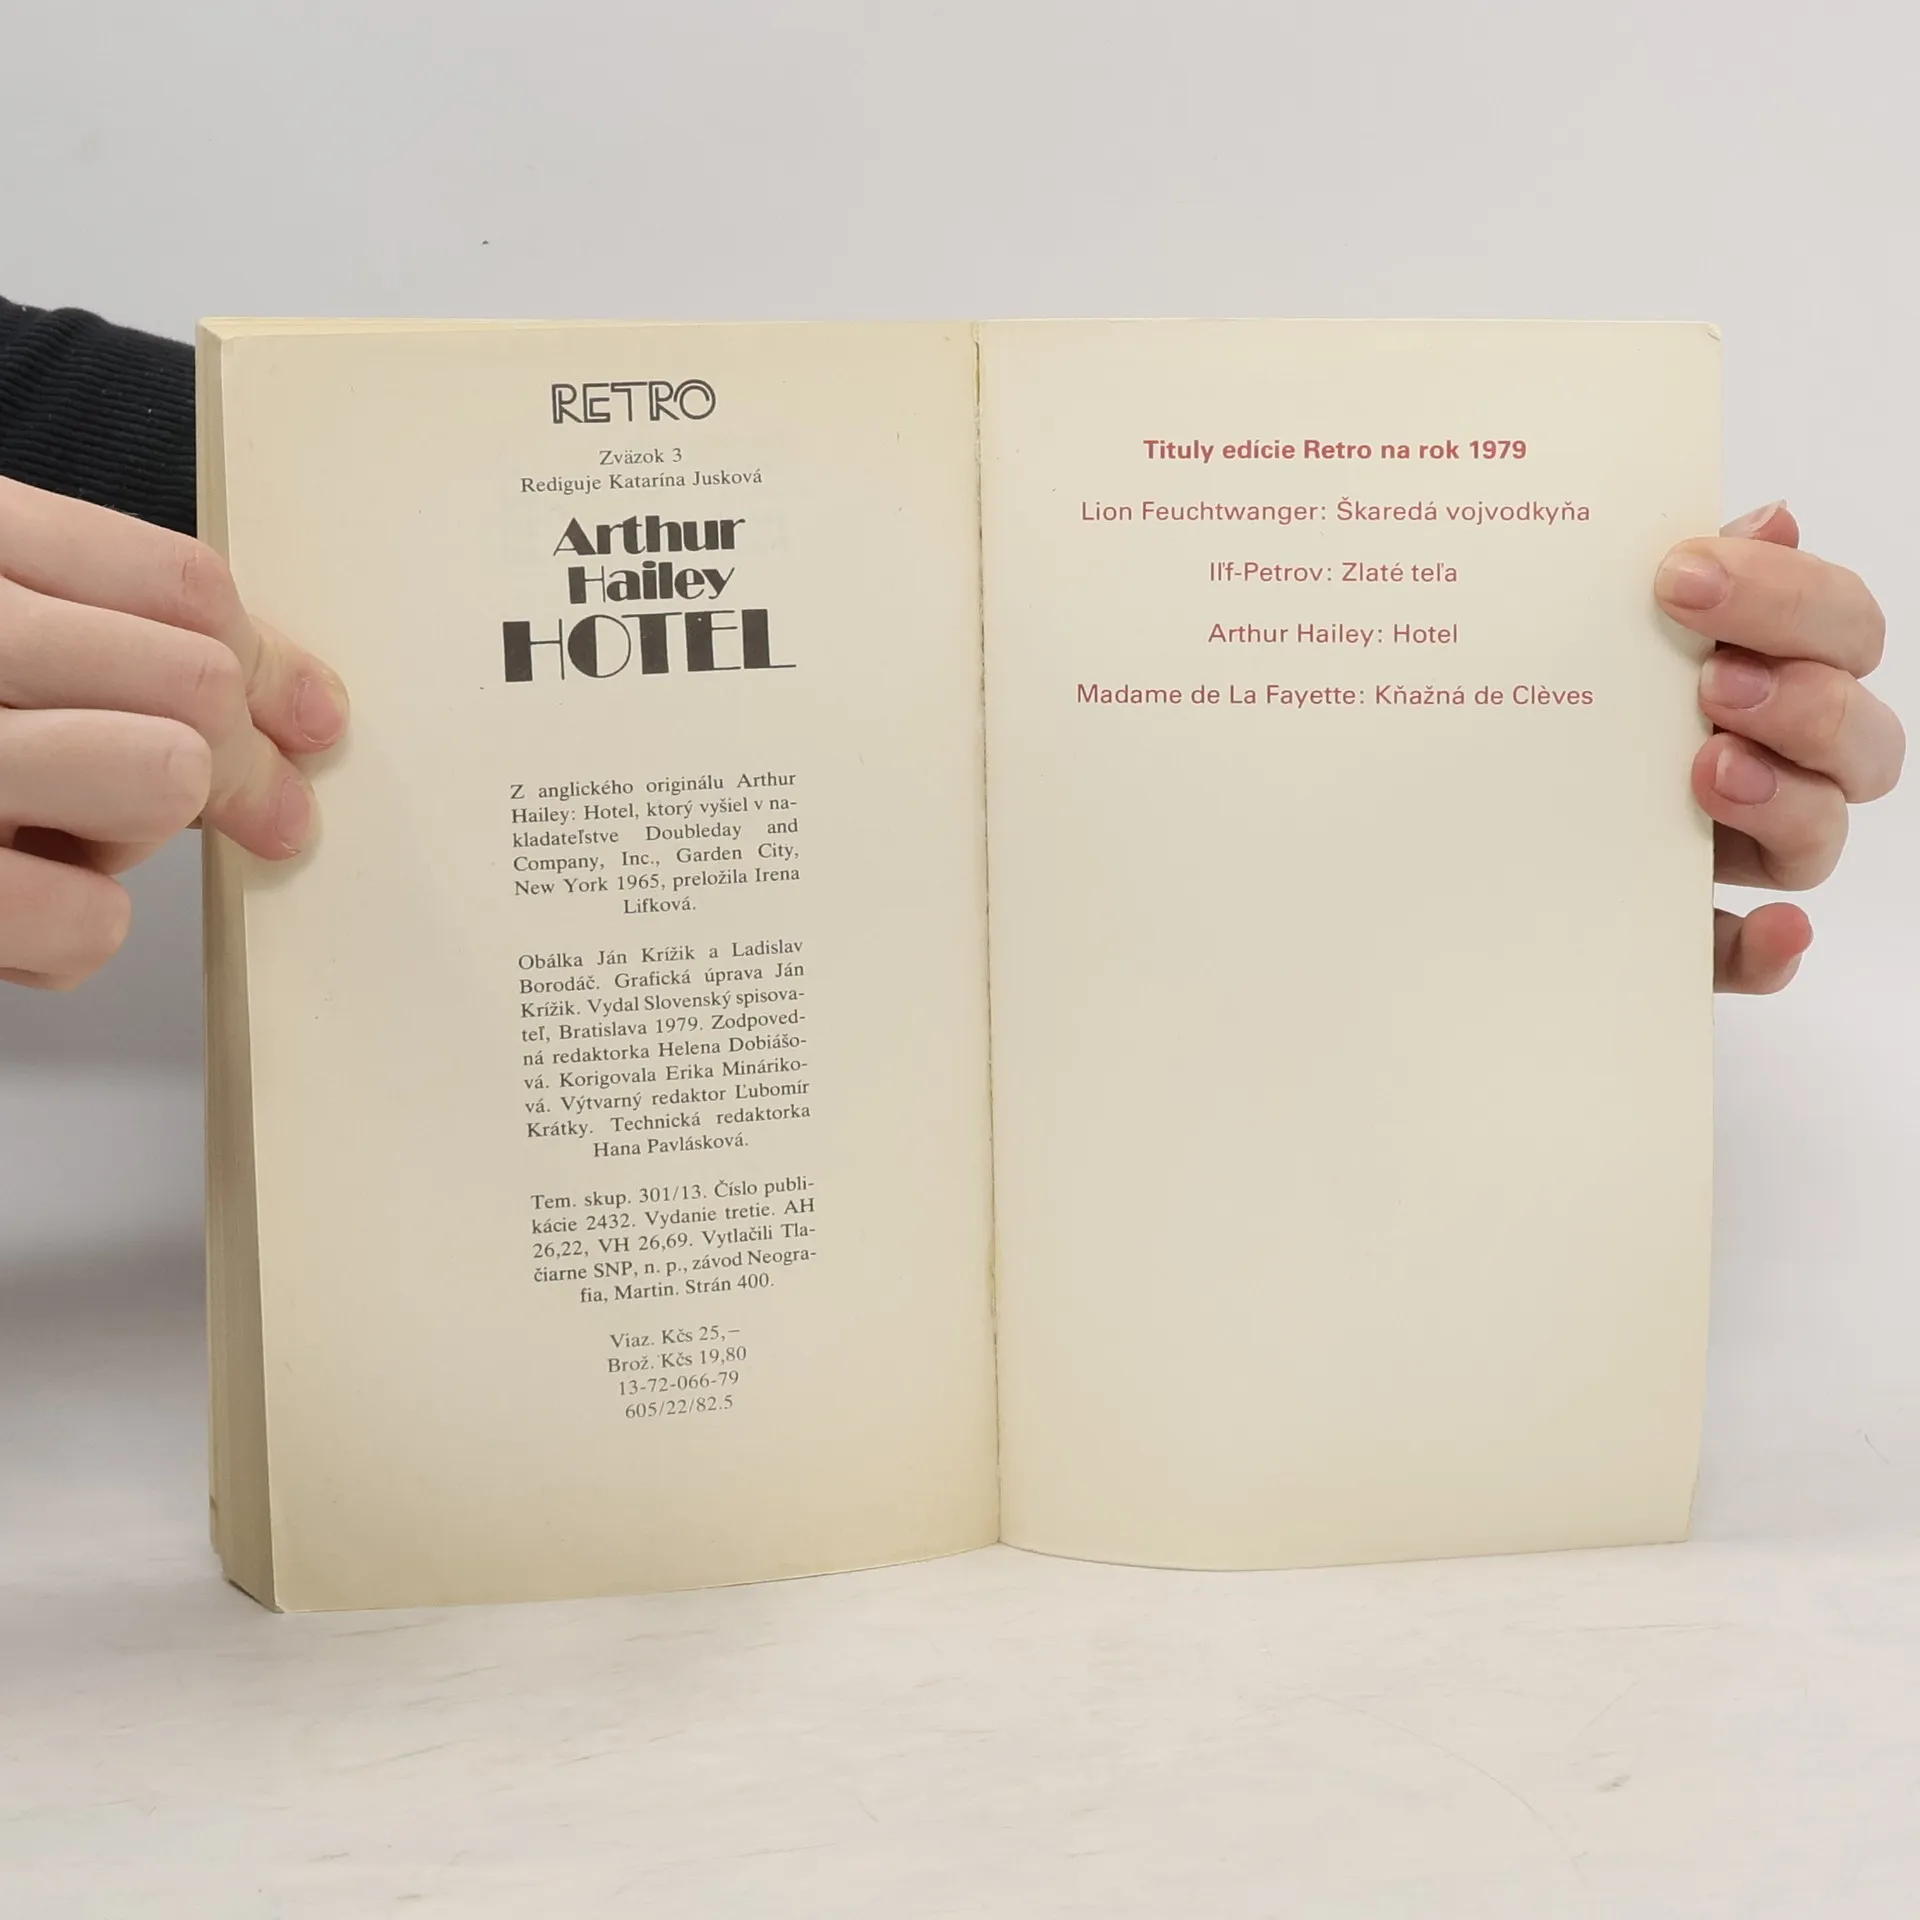 RETRO
Zväzok 3
Rediguje Katarína Jusková
Arthur
Hailey
HOTEL
Z anglického originálu Arthur
Hailey: Hotel, ktorý vyšiel v na-
kladateľstve Doubleday and
Company, Inc., Garden City,
New York 1965, preložila Irena
Lifková.
Obálka Ján Krížik a Ladislav
Borodáč. Grafická úprava Ján
Krížik. Vydal Slovenský spisova-
teľ, Bratislava 1979. Zodpoved-
ná redaktorka Helena Dobiášo-
vá. Korigovala Erika Mináriko-
vá. Výtvarný redaktor Ľubomír
Krátky. Technická redaktorka
Hana Pavlásková.
Tem. skup. 301/13. Číslo publi-
kácie 2432. Vydanie tretie. AH
26,22, VH 26,69. Vytlačili Tla-
čiarne SNP, n. p., závod Neogra-
fia, Martin. Strán 400.
Viaz. Kčs 25,–
Brož. Kčs 19,80
13-72-066-79
605/22/82.5
Tituly edície Retro na rok 1979
Lion Feuchtwanger: Škaredá vojvodkyňa
Iľf-Petrov: Zlaté teľa
Arthur Hailey: Hotel
Madame de La Fayette: Kňažná de Clèves